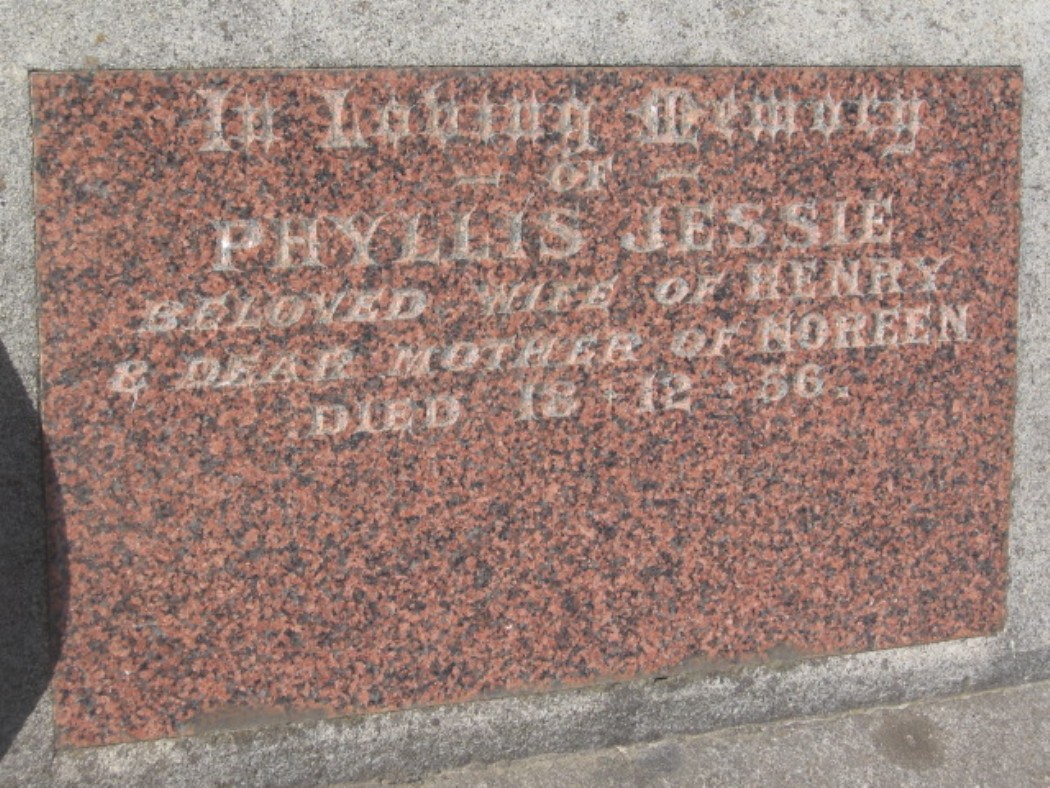 In Loving Memory
— OF —
PHYLLIS JESSIE
BELOVED WIFE OF HENRY
& DEAR MOTHER OF NOREEN
DIED 18 · 12 · 56.